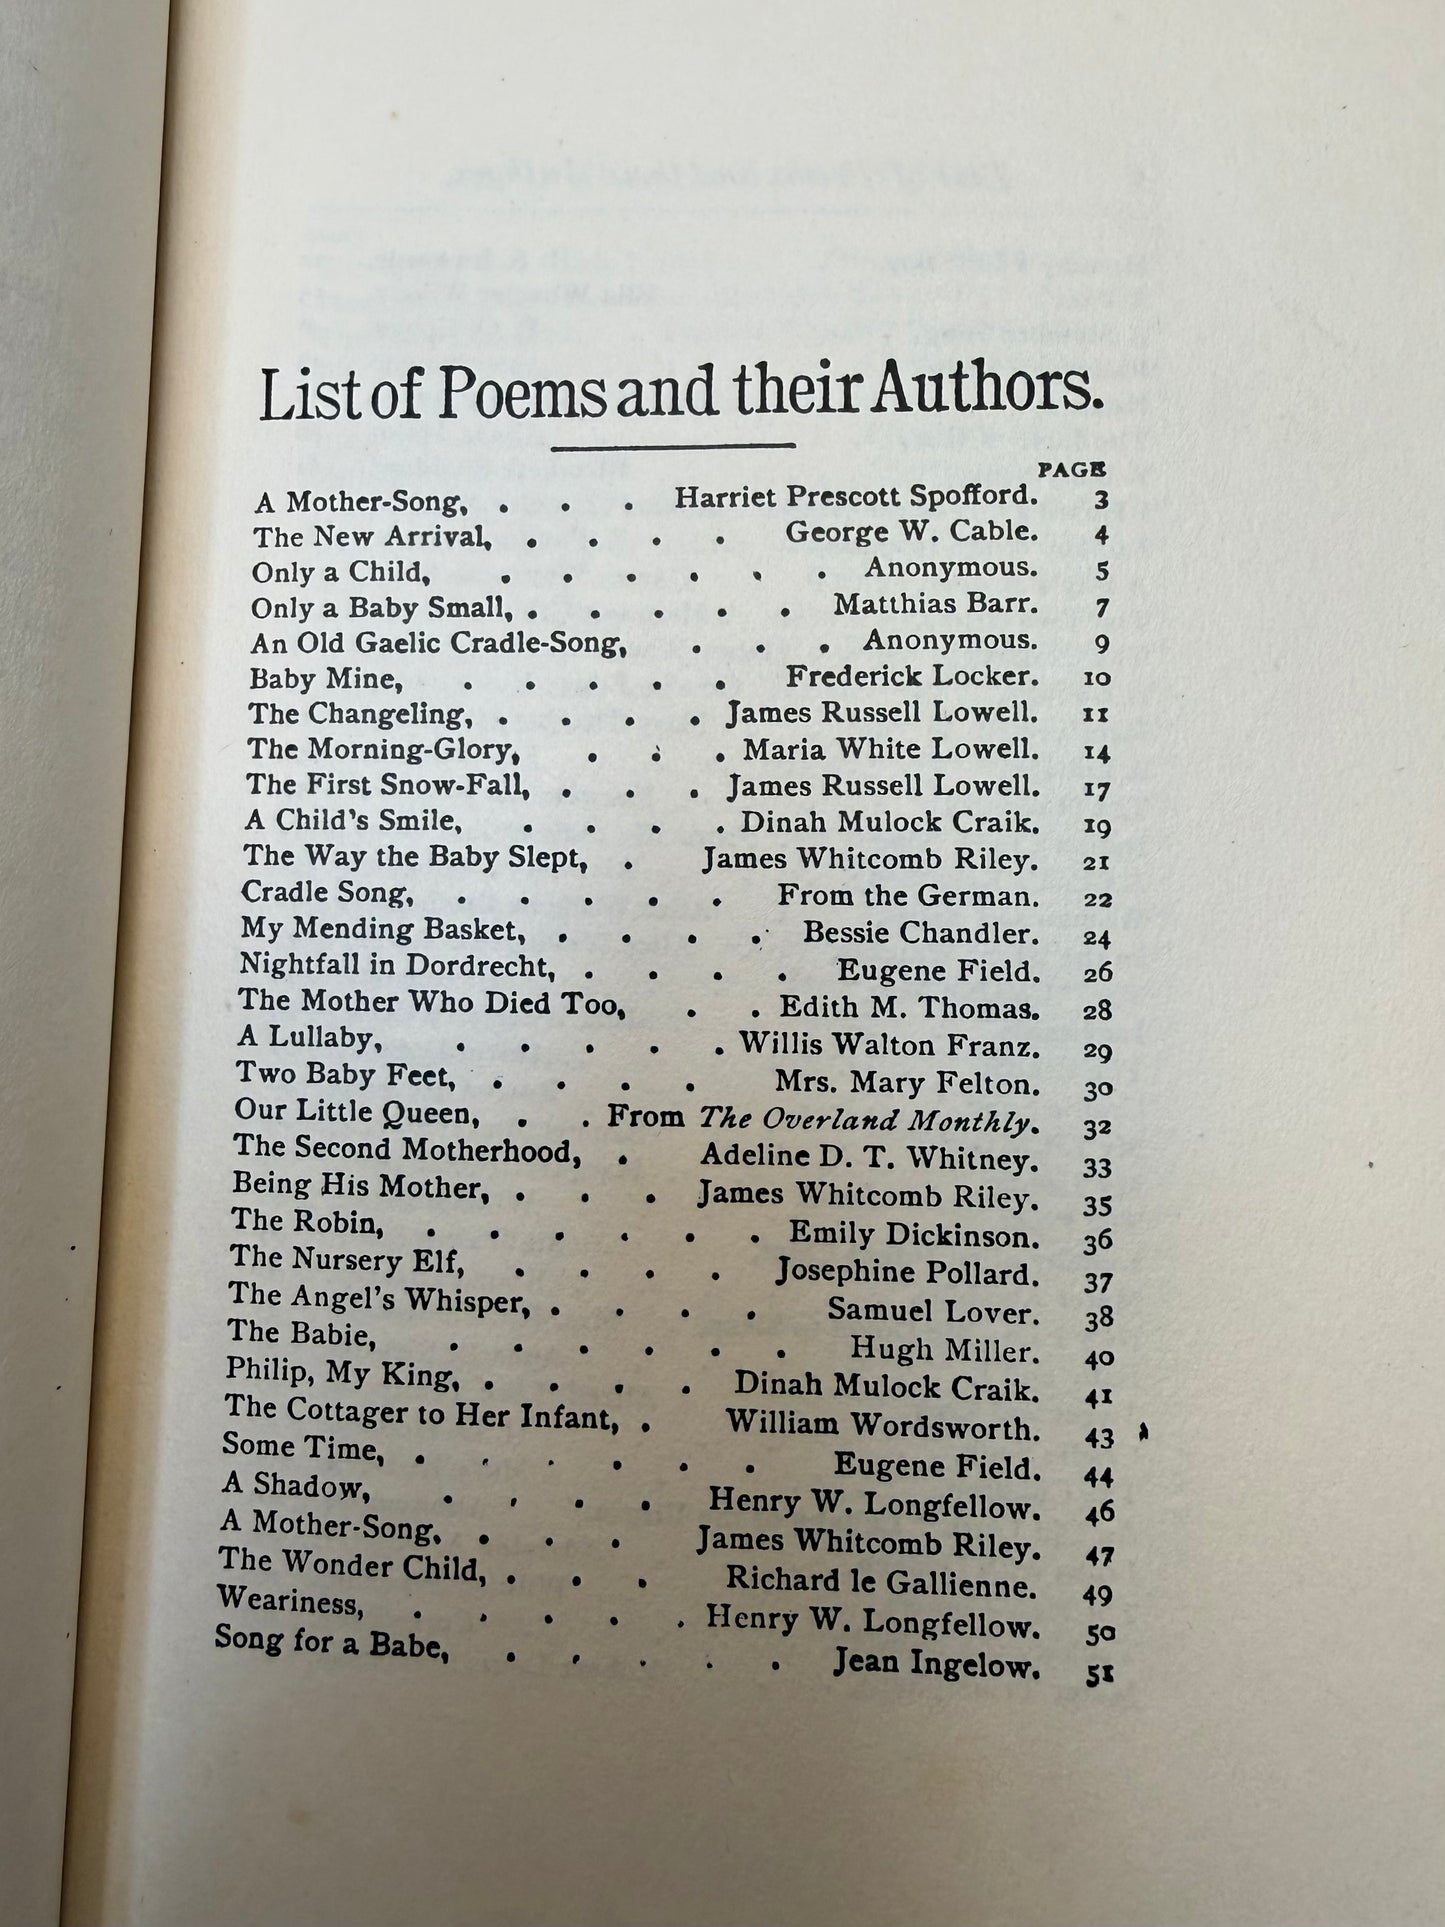 List of Poems and their Authors.
PAGE
A Mother-Song, . . . Harriet Prescott Spofford. 3
The New Arrival, . . . . George W. Cable. 4
Only a Child, . . . . . . Anonymous. 5
Only a Baby Small, . . . . . Matthias Barr. 7
An Old Gaelic Cradle-Song, . . . Anonymous. 9
Baby Mine, . . . . . Frederick Locker. 10
The Changeling, . . . . James Russell Lowell. 11
The Morning-Glory, . . . Maria White Lowell. 14
The First Snow-Fall, . . . James Russell Lowell. 17
A Child's Smile, . . . . Dinah Mulock Craik. 19
The Way the Baby Slept, . James Whitcomb Riley. 21
Cradle Song, . . . . . From the German. 22
My Mending Basket, . . . . Bessie Chandler. 24
Nightfall in Dordrecht, . . . . Eugene Field. 26
The Mother Who Died Too, . . Edith M. Thomas. 28
A Lullaby, . . . . . Willis Walton Franz. 29
Two Baby Feet, . . . . Mrs. Mary Felton. 30
Our Little Queen, . . From The Overland Monthly. 32
The Second Motherhood, . Adeline D. T. Whitney. 33
Being His Mother, . . . James Whitcomb Riley. 35
The Robin, . . . . . . Emily Dickinson. 36
The Nursery Elf, . . . . Josephine Pollard. 37
The Angel's Whisper, . . . . Samuel Lover. 38
The Babie, . . . . . . Hugh Miller. 40
Philip, My King, . . . . Dinah Mulock Craik. 41
The Cottager to Her Infant, . William Wordsworth. 43
Some Time, . . . . . . Eugene Field. 44
A Shadow, . . . . Henry W. Longfellow. 46
A Mother-Song, . . . James Whitcomb Riley. 47
The Wonder Child, . . . Richard le Gallienne. 49
Weariness, . . . . . Henry W. Longfellow. 50
Song for a Babe, . . . . . Jean Ingelow. 51